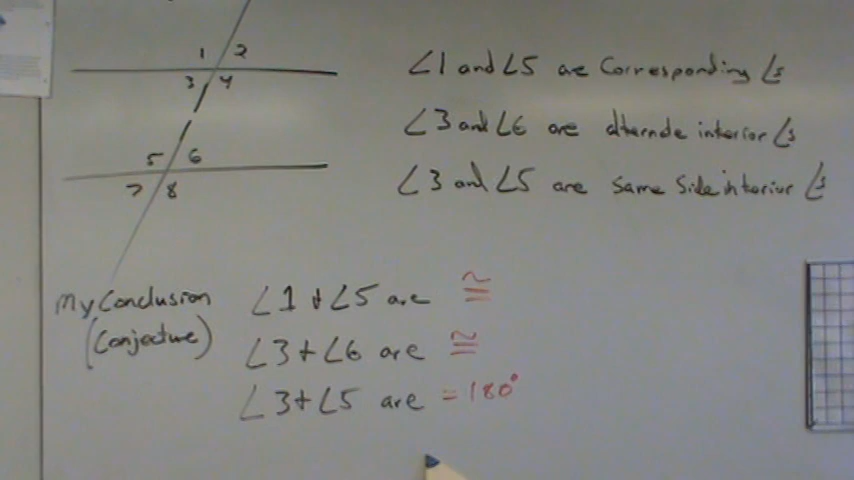 1 2
3 4
5 6
7 8
∠1 and ∠5 are Corresponding ∠s
∠3 and ∠6 are alternate interior ∠s
∠3 and ∠5 are Same Side interior ∠s
My Conclusion
(Conjecture)
∠1 + ∠5 are ≅
∠3 + ∠6 are ≅
∠3 + ∠5 are = 180°